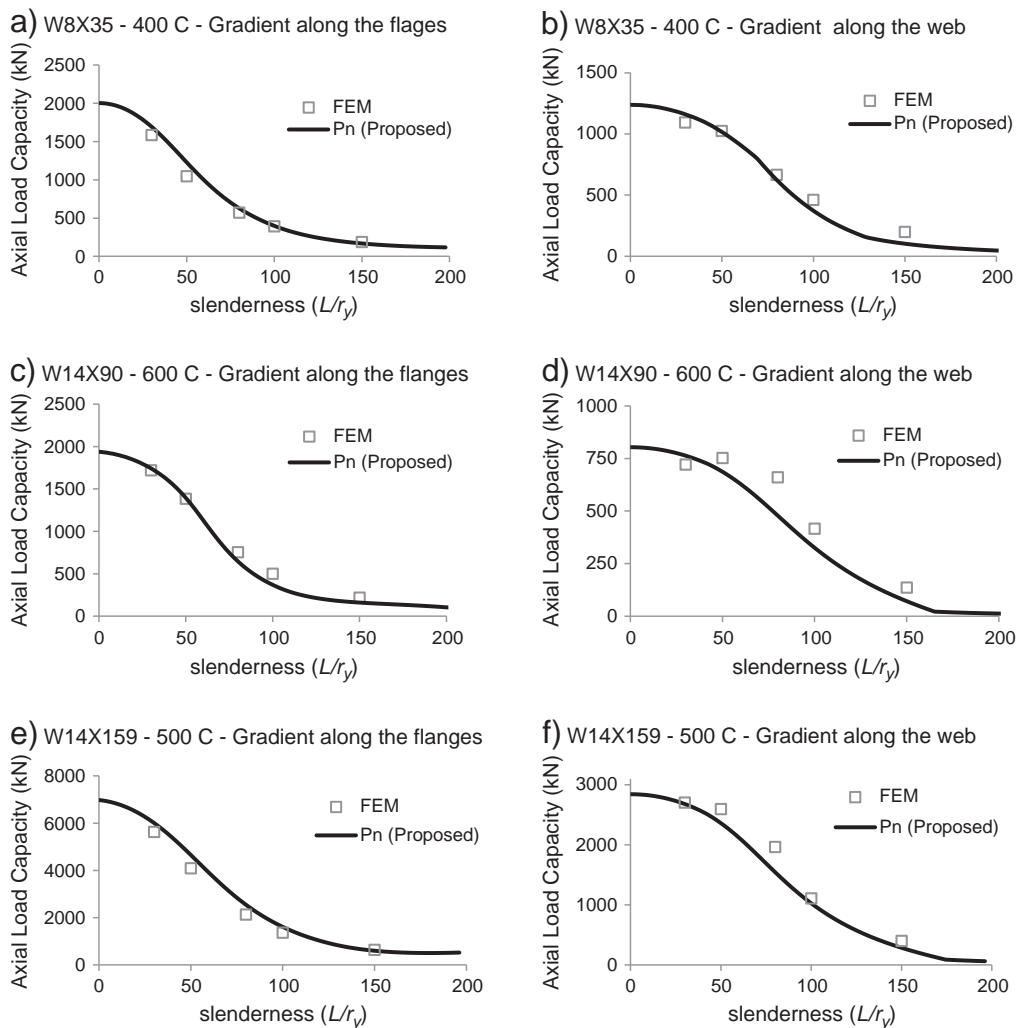 a) W8X35 - 400 C - Gradient along the flages
Axial Load Capacity (kN)
2500
2000
1500
1000
500
0
FEM
Pn (Proposed)
0 50 100 150 200
slenderness (L/ry)
b) W8X35 - 400 C - Gradient along the web
Axial Load Capacity (kN)
1500
1000
500
0
FEM
Pn (Proposed)
0 50 100 150 200
slenderness (L/ry)
c) W14X90 - 600 C - Gradient along the flanges
Axial Load Capacity (kN)
2500
2000
1500
1000
500
0
FEM
Pn (Proposed)
0 50 100 150 200
slenderness (L/ry)
d) W14X90 - 600 C - Gradient along the web
Axial Load Capacity (kN)
1000
750
500
250
0
FEM
Pn (Proposed)
0 50 100 150 200
slenderness (L/ry)
e) W14X159 - 500 C - Gradient along the flanges
Axial Load Capacity (kN)
8000
6000
4000
2000
0
FEM
Pn (Proposed)
0 50 100 150 200
slenderness (L/ry)
f) W14X159 - 500 C - Gradient along the web
Axial Load Capacity (kN)
3000
2000
1000
0
FEM
Pn (Proposed)
0 50 100 150 200
slenderness (L/ry)